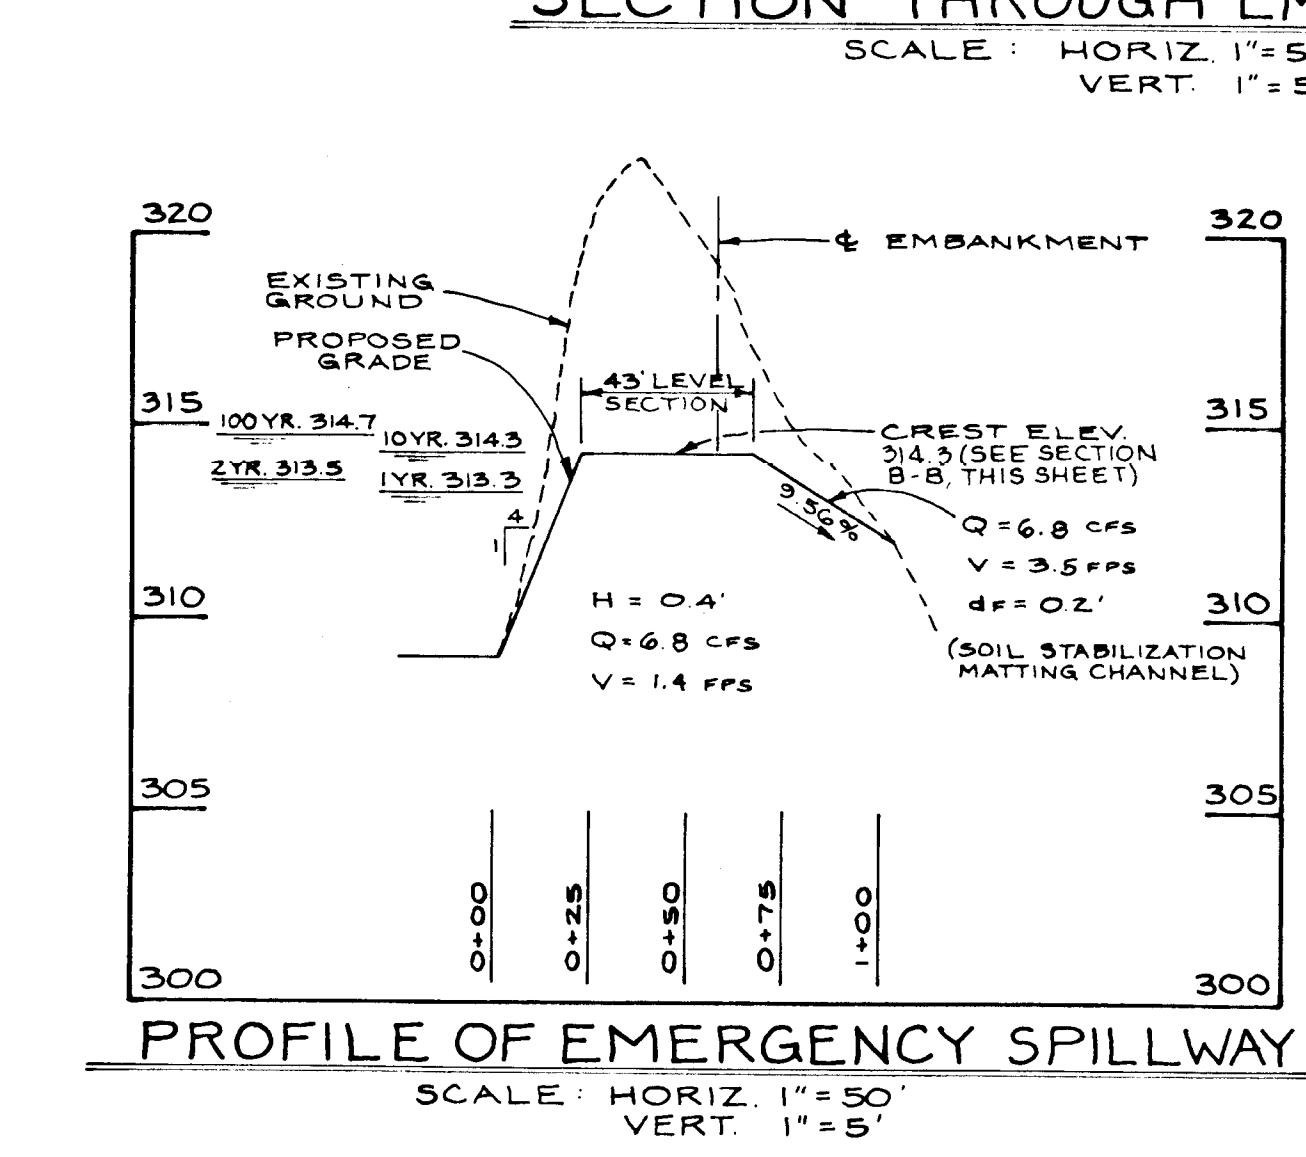 SECTION THROUGH EM
SCALE : HORIZ. 1"= 5
VERT. 1" = 5
320
320
℄ EMBANKMENT
EXISTING
GROUND
PROPOSED
GRADE
43' LEVEL
SECTION
315
315
100 YR. 314.7
10 YR. 314.3
2 YR. 313.5
1 YR. 313.3
CREST ELEV.
314.3 (SEE SECTION
B-B, THIS SHEET)
9.56 %
4
1
Q = 6.8 CFS
V = 3.5 FPS
dF = 0.2'
310
310
H = 0.4'
Q = 6.8 CFS
V = 1.4 FPS
(SOIL STABILIZATION
MATTING CHANNEL)
305
305
0+00
0+25
0+50
0+75
1+00
300
300
PROFILE OF EMERGENCY SPILLWAY
SCALE : HORIZ. 1" = 50'
VERT. 1" = 5'